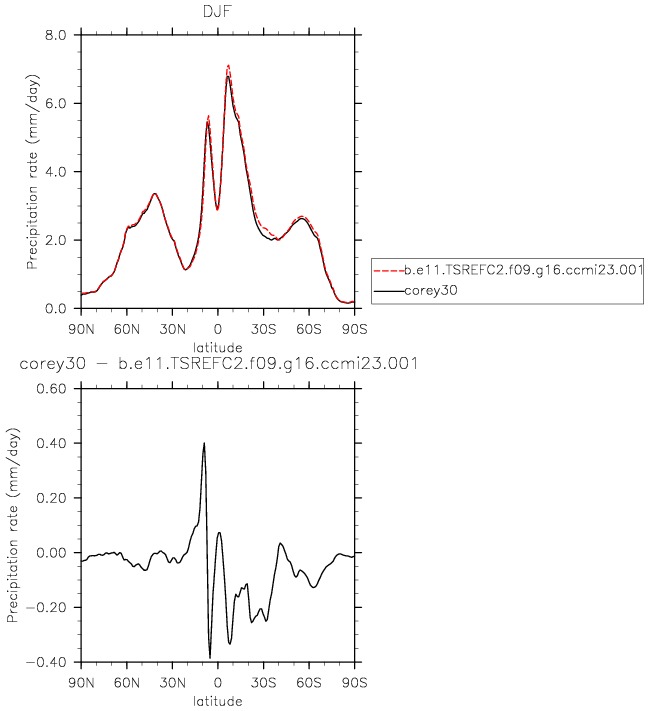 DJF
8.0
6.0
4.0
2.0
0.0
Precipitation rate (mm/day)
90N 60N 30N 0 30S 60S 90S
latitude
b.e11.TSREFC2.f09.g16.ccmi23.001
corey30
corey30 − b.e11.TSREFC2.f09.g16.ccmi23.001
0.60
0.40
0.20
0.00
−0.20
−0.40
Precipitation rate (mm/day)
90N 60N 30N 0 30S 60S 90S
latitude